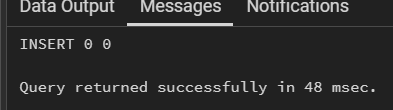 Data Output Messages Notifications
INSERT 0 0
Query returned successfully in 48 msec.